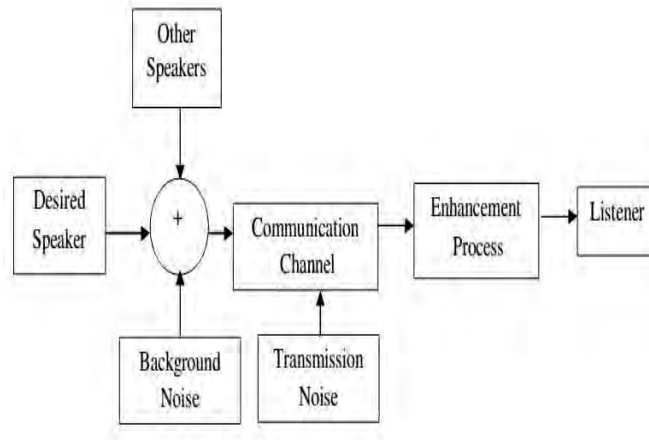 Other
Speakers
Desired
Speaker
+
Communication
Channel
Enhancement
Process
Listener
Background
Noise
Transmission
Noise